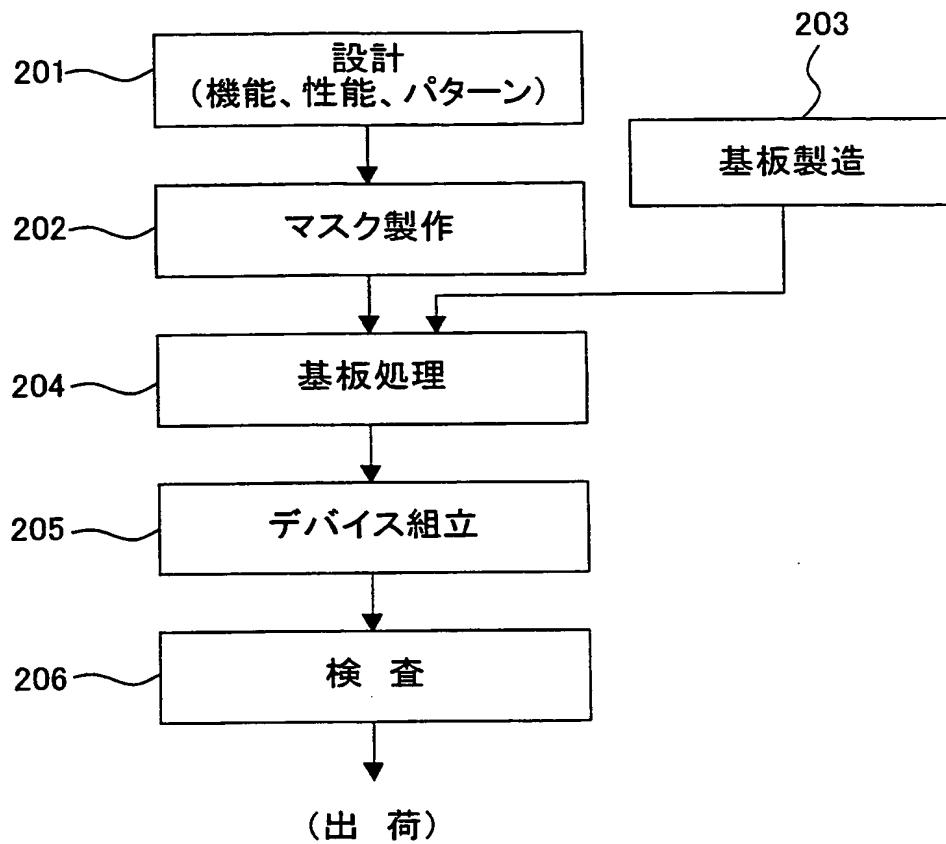 201
設計
(機能、性能、パターン)
203
基板製造
202
マスク製作
204
基板処理
205
デバイス組立
206
検 査
(出 荷)